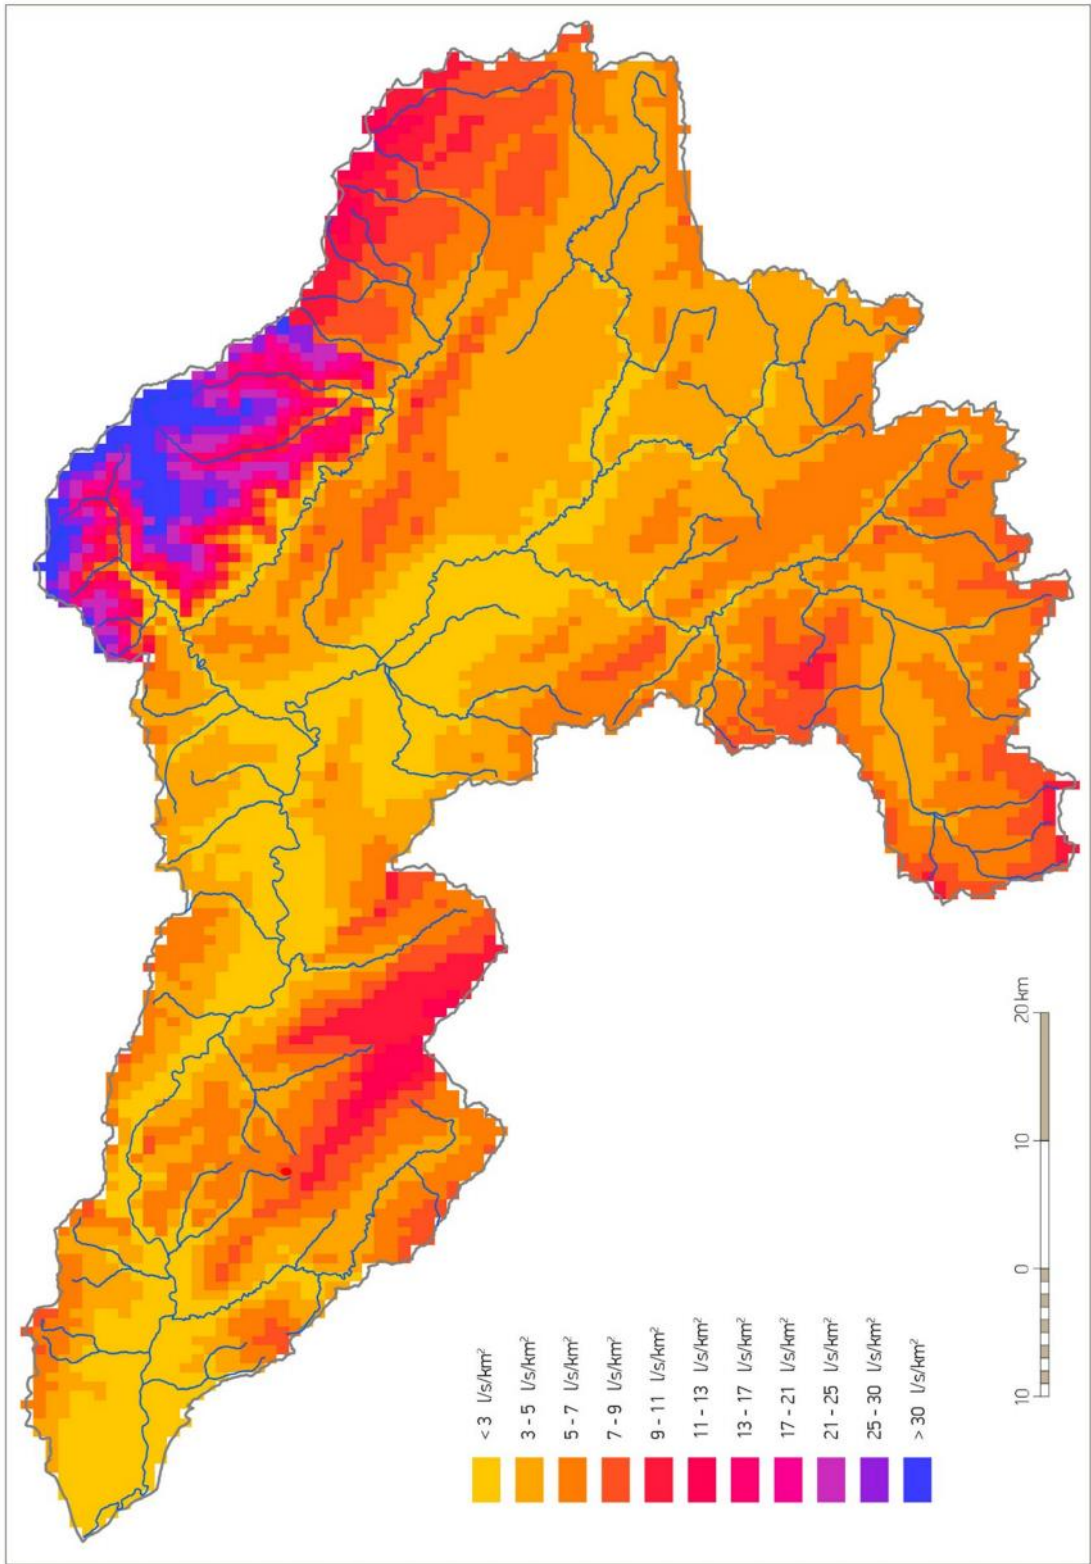 < 3 l/s/km²
3 - 5 l/s/km²
5 - 7 l/s/km²
7 - 9 l/s/km²
9 - 11 l/s/km²
11 - 13 l/s/km²
13 - 17 l/s/km²
17 - 21 l/s/km²
21 - 25 l/s/km²
25 - 30 l/s/km²
> 30 l/s/km²
10 0 10 20 km